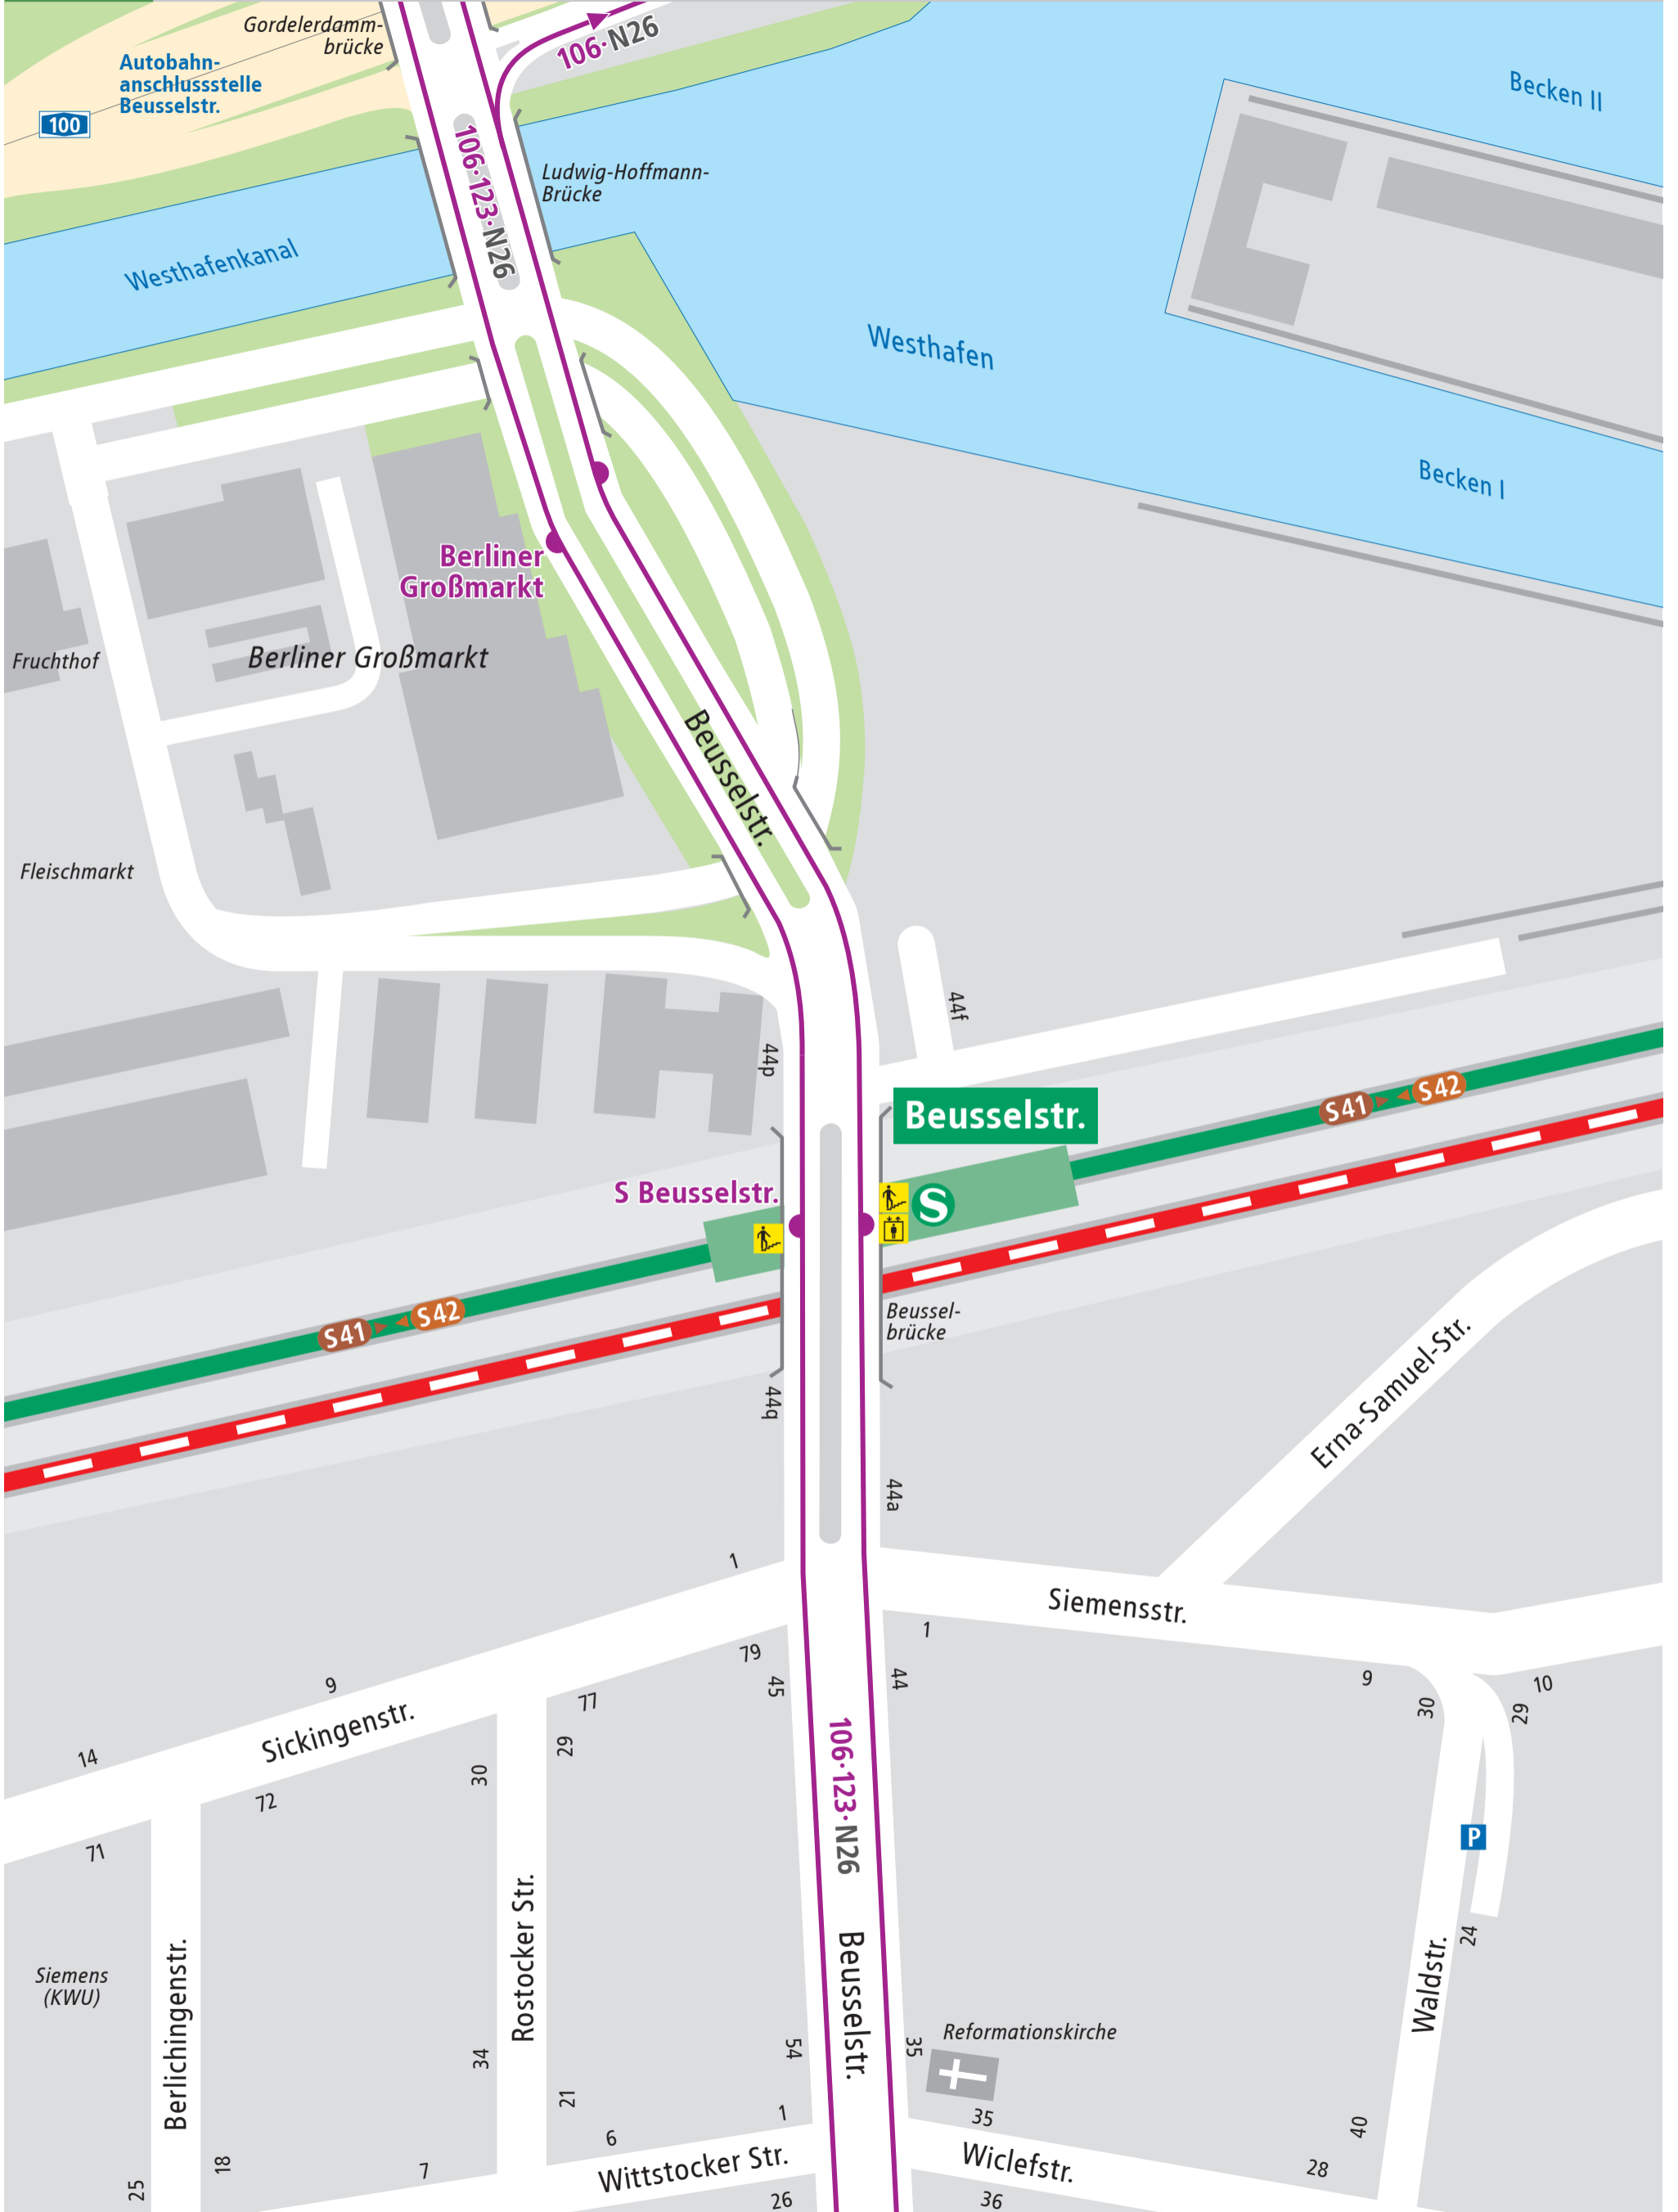 Gordelerdamm-
brücke
106·N26
Autobahn-
anschlussstelle
Beusselstr.
100
Becken II
106·123·N26
Ludwig-Hoffmann-
Brücke
Westhafenkanal
Westhafen
Becken I
Berliner
Großmarkt
Fruchthof
Berliner Großmarkt
Beusselstr.
Fleischmarkt
44f
44p
Beusselstr.
S41
S42
S Beusselstr.
S
S41
S42
Beussel-
brücke
Erna-Samuel-Str.
44q
44a
1
Siemensstr.
1
79
45
44
9
9
10
30
29
77
Sickingenstr.
14
29
30
72
71
106·123·N26
P
24
Siemens
(KWU)
Berlichingenstr.
Rostocker Str.
Beusselstr.
Waldstr.
Reformationskirche
54
35
34
21
1
35
40
6
7
18
25
Wittstocker Str.
Wiclefstr.
28
26
36